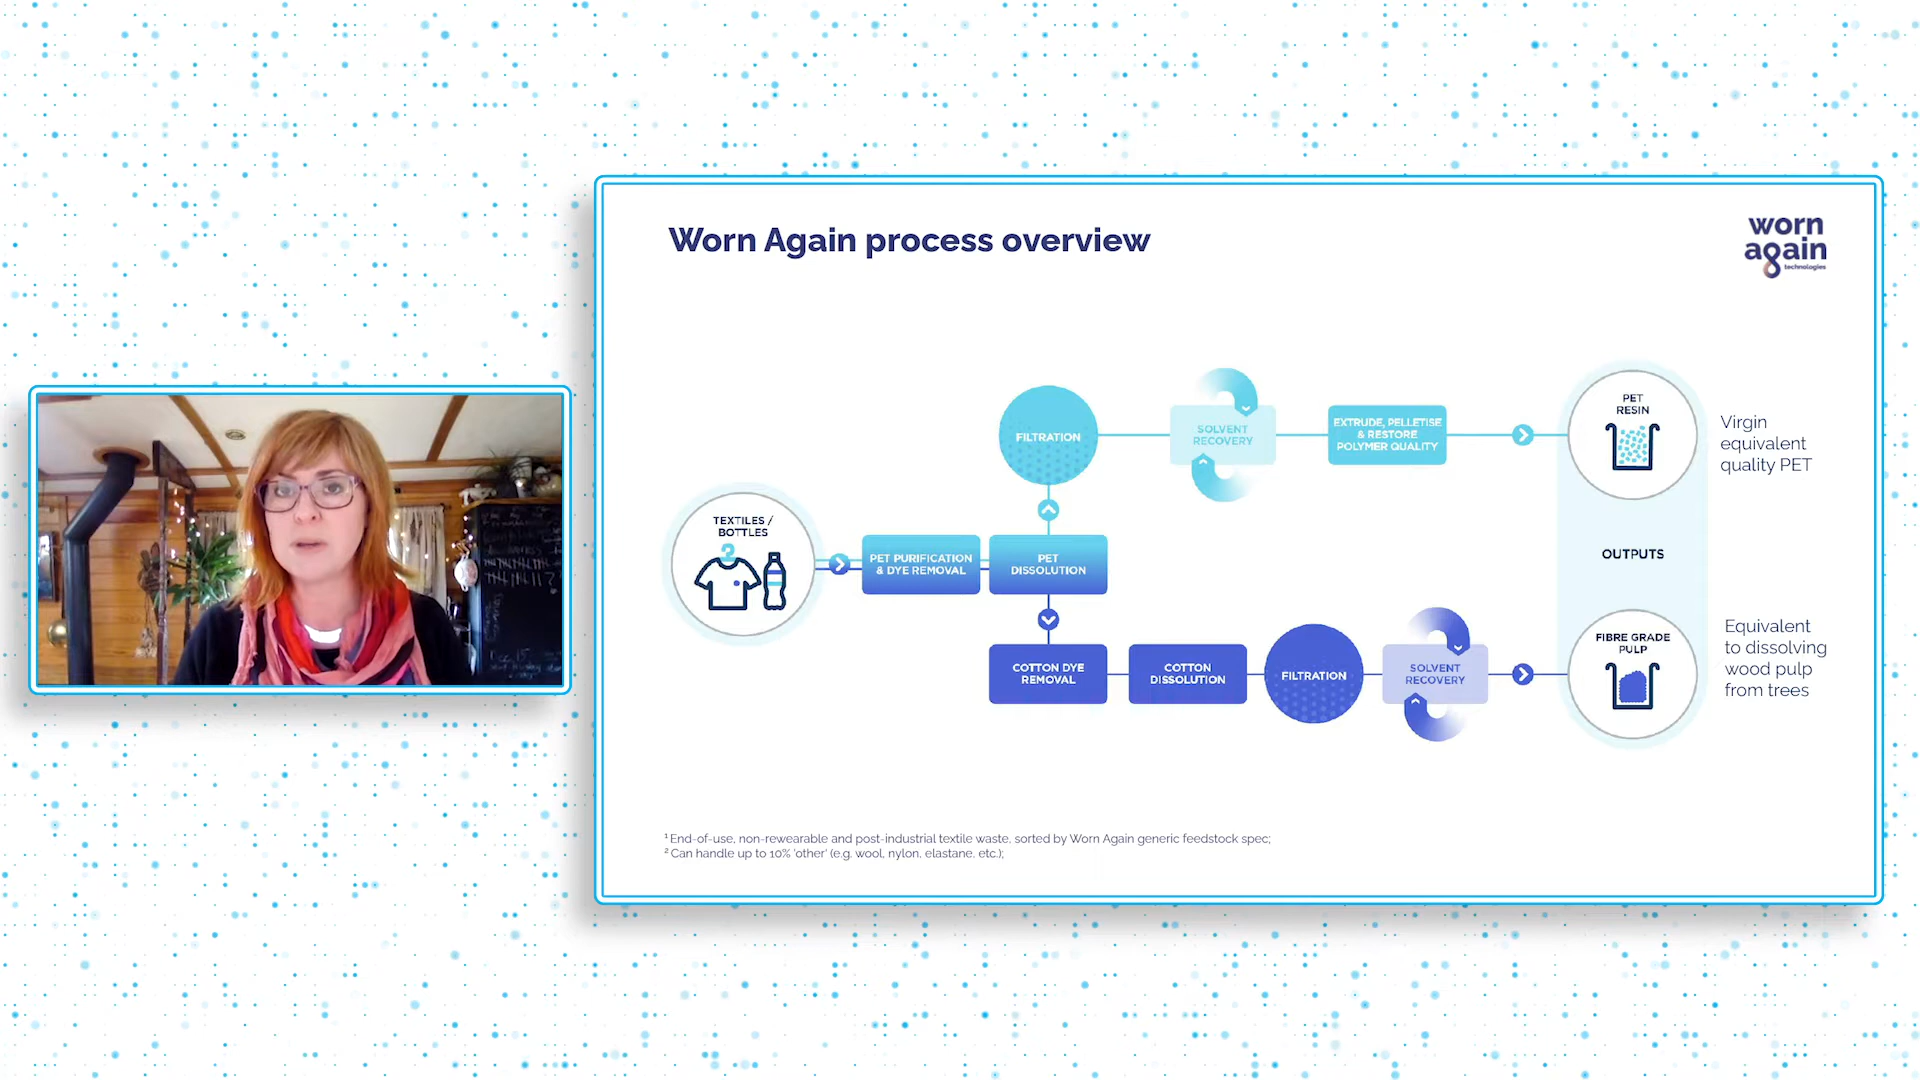 Worn Again process overview
worn
again
technologies
TEXTILES /
BOTTLES
PET PURIFICATION
& DYE REMOVAL
PET
DISSOLUTION
FILTRATION
SOLVENT
RECOVERY
EXTRUDE, PELLETISE
& RESTORE
POLYMER QUALITY
PET
RESIN
Virgin
equivalent
quality PET
OUTPUTS
COTTON DYE
REMOVAL
COTTON
DISSOLUTION
FILTRATION
SOLVENT
RECOVERY
FIBRE GRADE
PULP
Equivalent
to dissolving
wood pulp
from trees
¹ End-of-use, non-rewearable and post-industrial textile waste, sorted by Worn Again generic feedstock spec;
² Can handle up to 10% 'other' (e.g. wool, nylon, elastane, etc.);